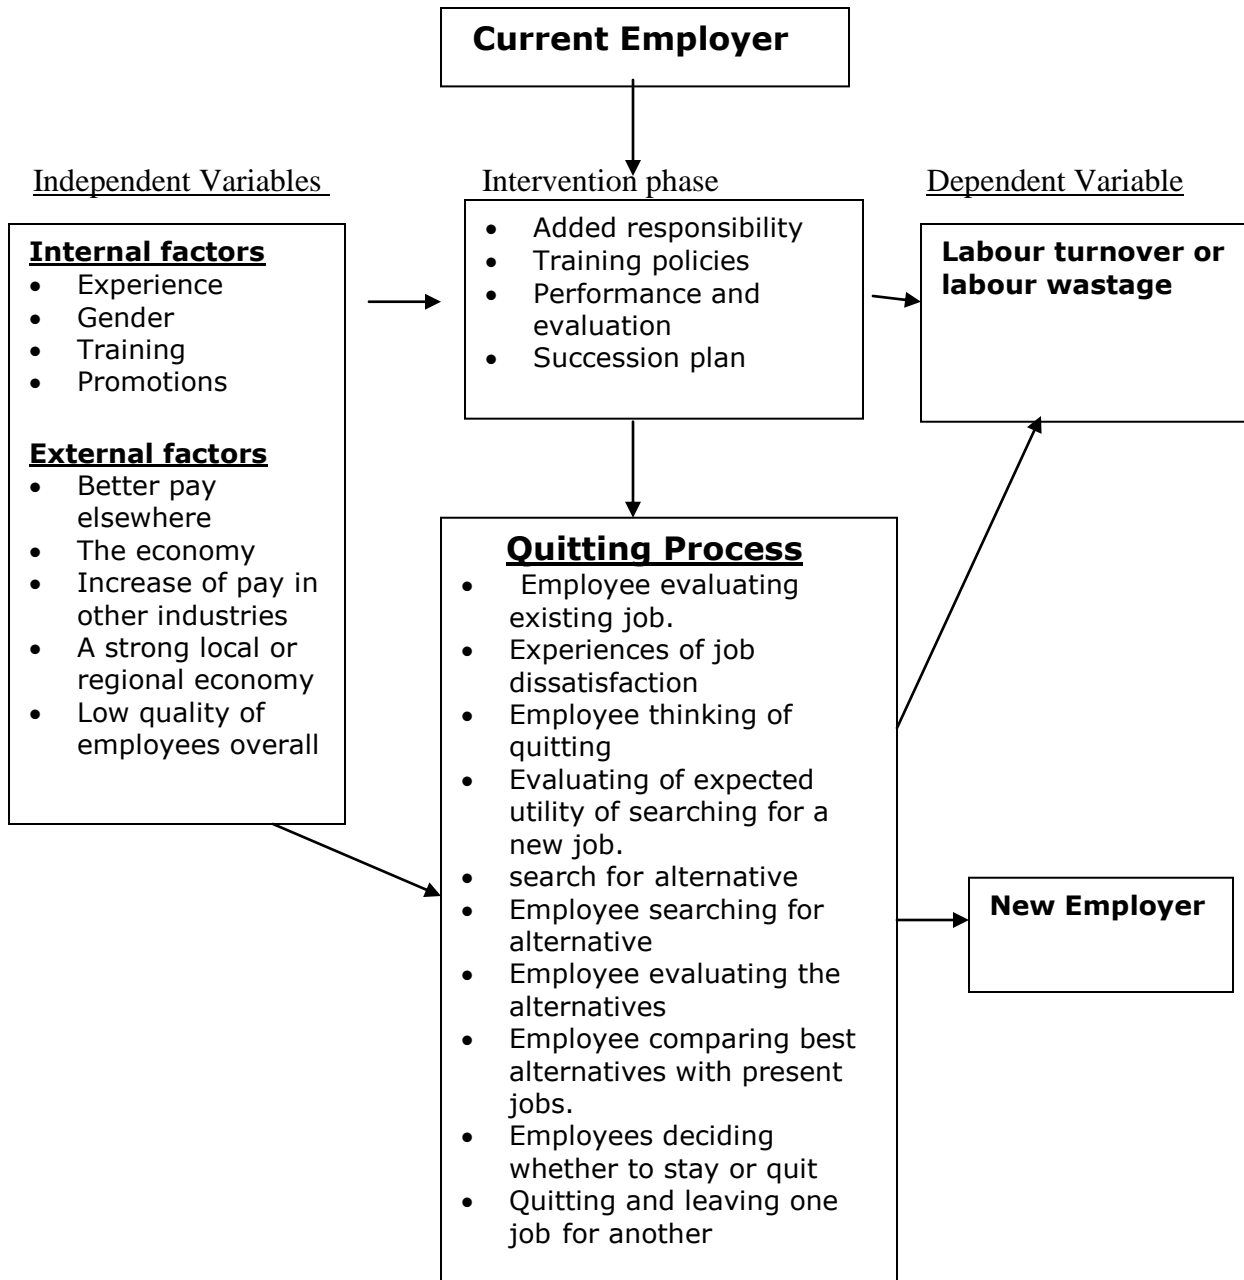 Current Employer
Independent Variables
Intervention phase
Dependent Variable
Internal factors
• Experience
• Gender
• Training
• Promotions
External factors
• Better pay
elsewhere
• The economy
• Increase of pay in
other industries
• A strong local or
regional economy
• Low quality of
employees overall
• Added responsibility
• Training policies
• Performance and
evaluation
• Succession plan
Labour turnover or
labour wastage
Quitting Process
• Employee evaluating
existing job.
• Experiences of job
dissatisfaction
• Employee thinking of
quitting
• Evaluating of expected
utility of searching for a
new job.
• search for alternative
• Employee searching for
alternative
• Employee evaluating the
alternatives
• Employee comparing best
alternatives with present
jobs.
• Employees deciding
whether to stay or quit
• Quitting and leaving one
job for another
New Employer